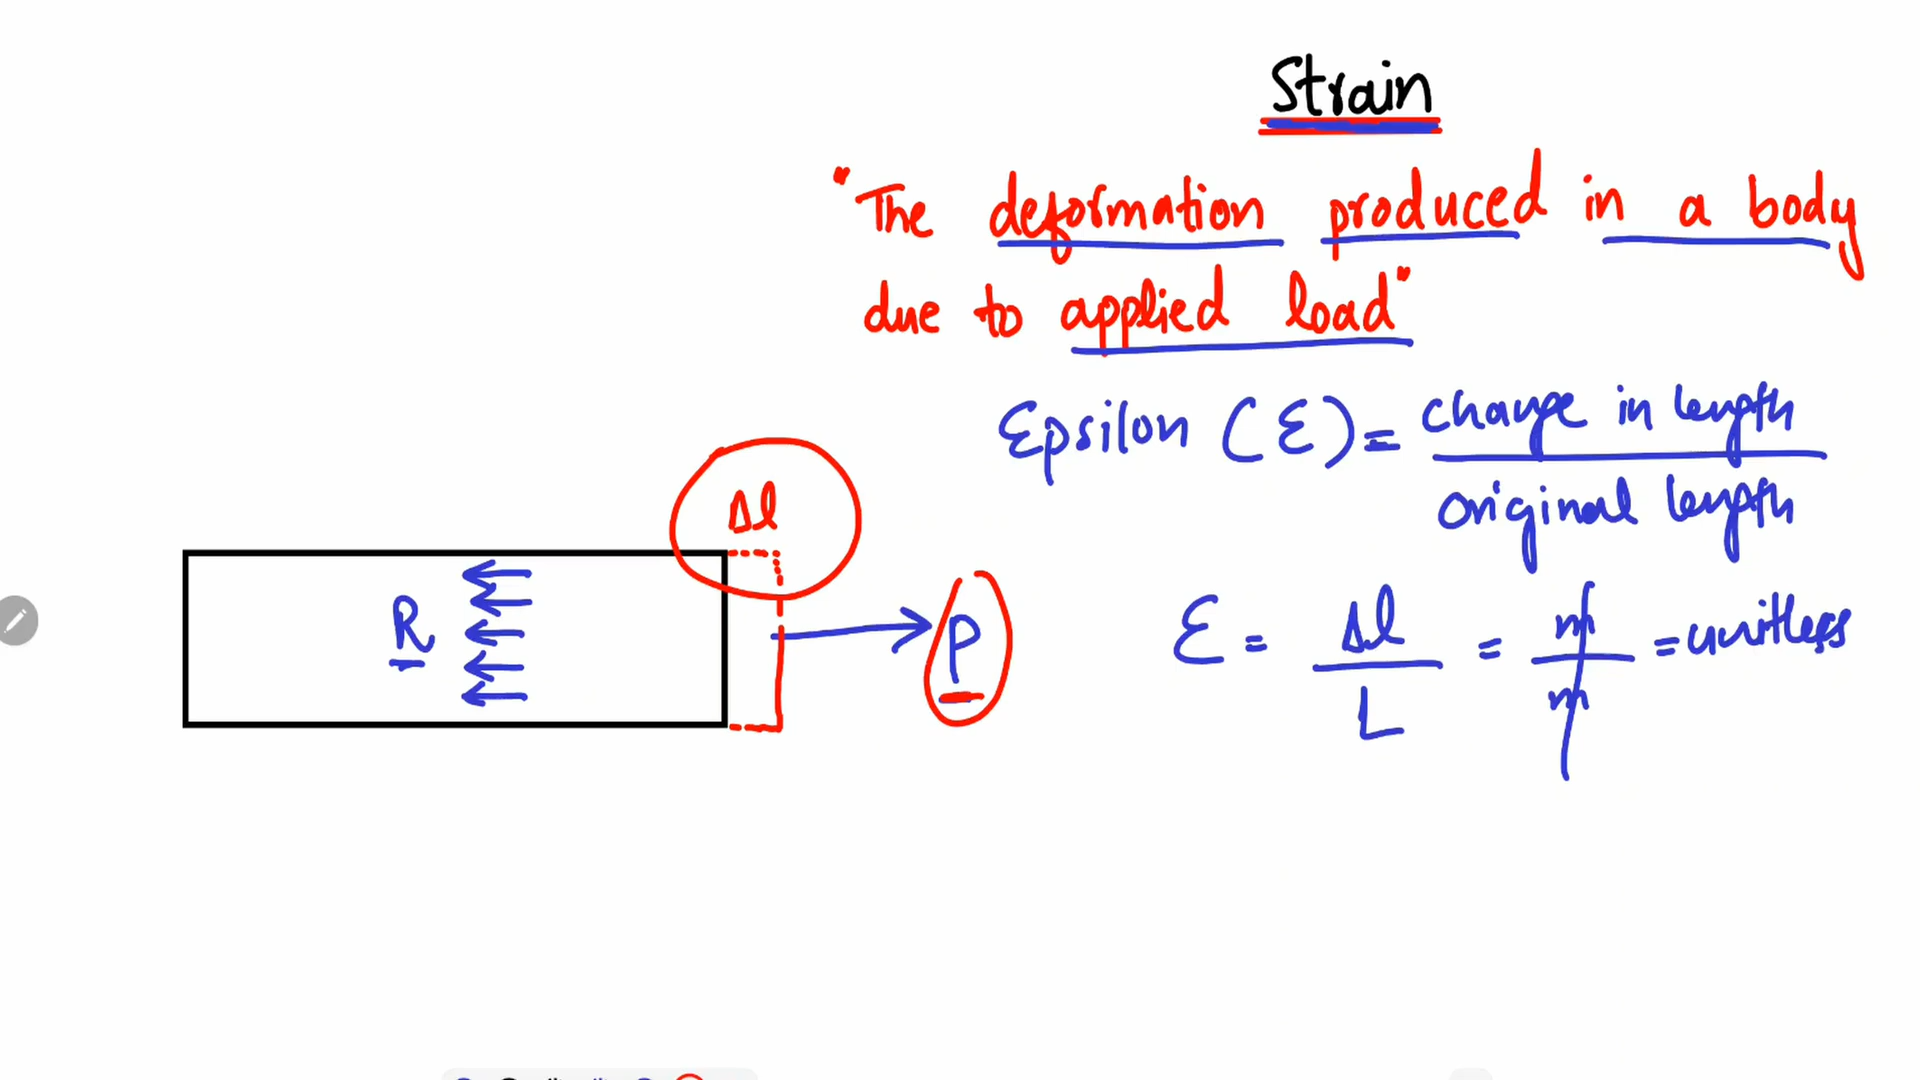 Strain
"The deformation produced in a body
due to applied load"
Epsilon (ε) = change in length / original length
Δl
R
P
ε = Δl / L = m / m = unitless